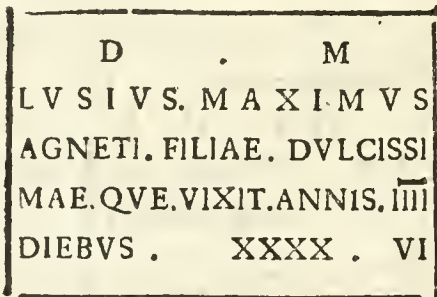 D . M
LVSIVS. MAXIMVS
AGNETI. FILIAE. DVLCISSI
MAE. QVE. VIXIT. ANNIS. IIII
DIEBVS . XXXX . VI